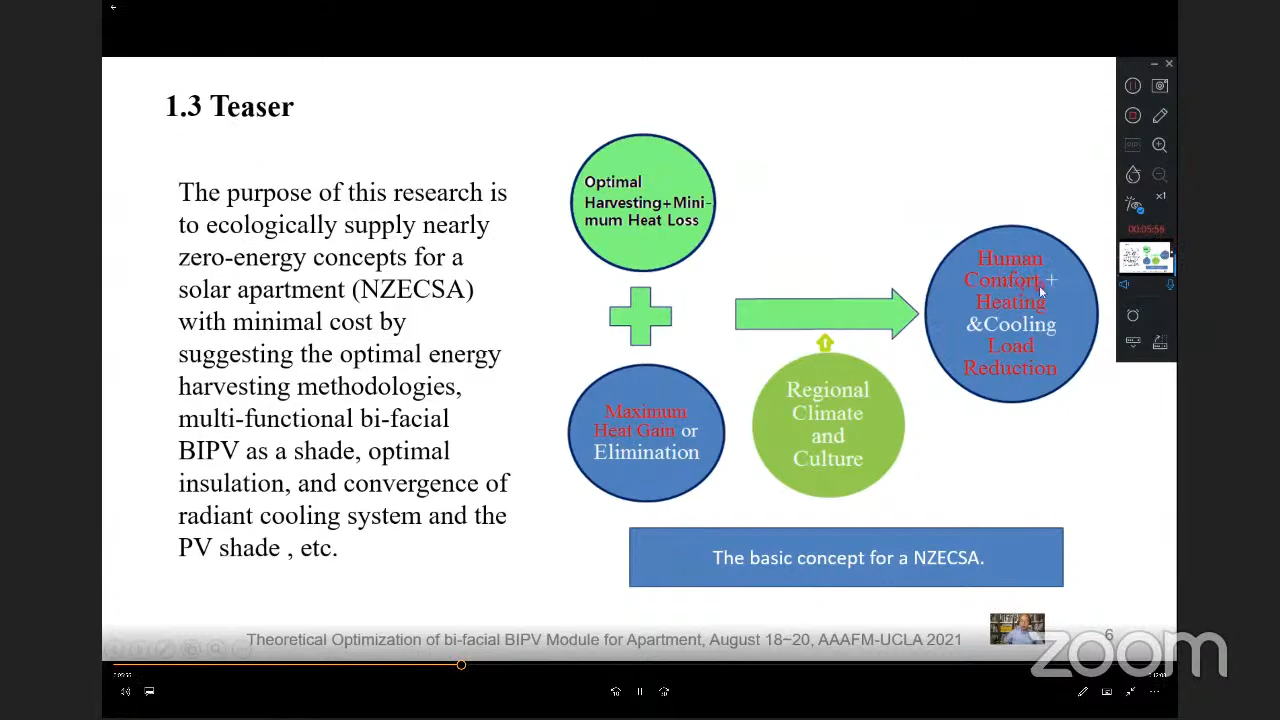 1.3 Teaser
The purpose of this research is
to ecologically supply nearly
zero-energy concepts for a
solar apartment (NZECSA)
with minimal cost by
suggesting the optimal energy
harvesting methodologies,
multi-functional bi-facial
BIPV as a shade, optimal
insulation, and convergence of
radiant cooling system and the
PV shade , etc.
Optimal
Harvesting+Mini-
mum Heat Loss
Maximum
Heat Gain or
Elimination
Regional
Climate
and
Culture
Human
Comfort +
Heating
&Cooling
Load
Reduction
The basic concept for a NZECSA.
Theoretical Optimization of bi-facial BIPV Module for Apartment, August 18~20, AAAFM-UCLA 2021
6
zoom
x1
00:05:56